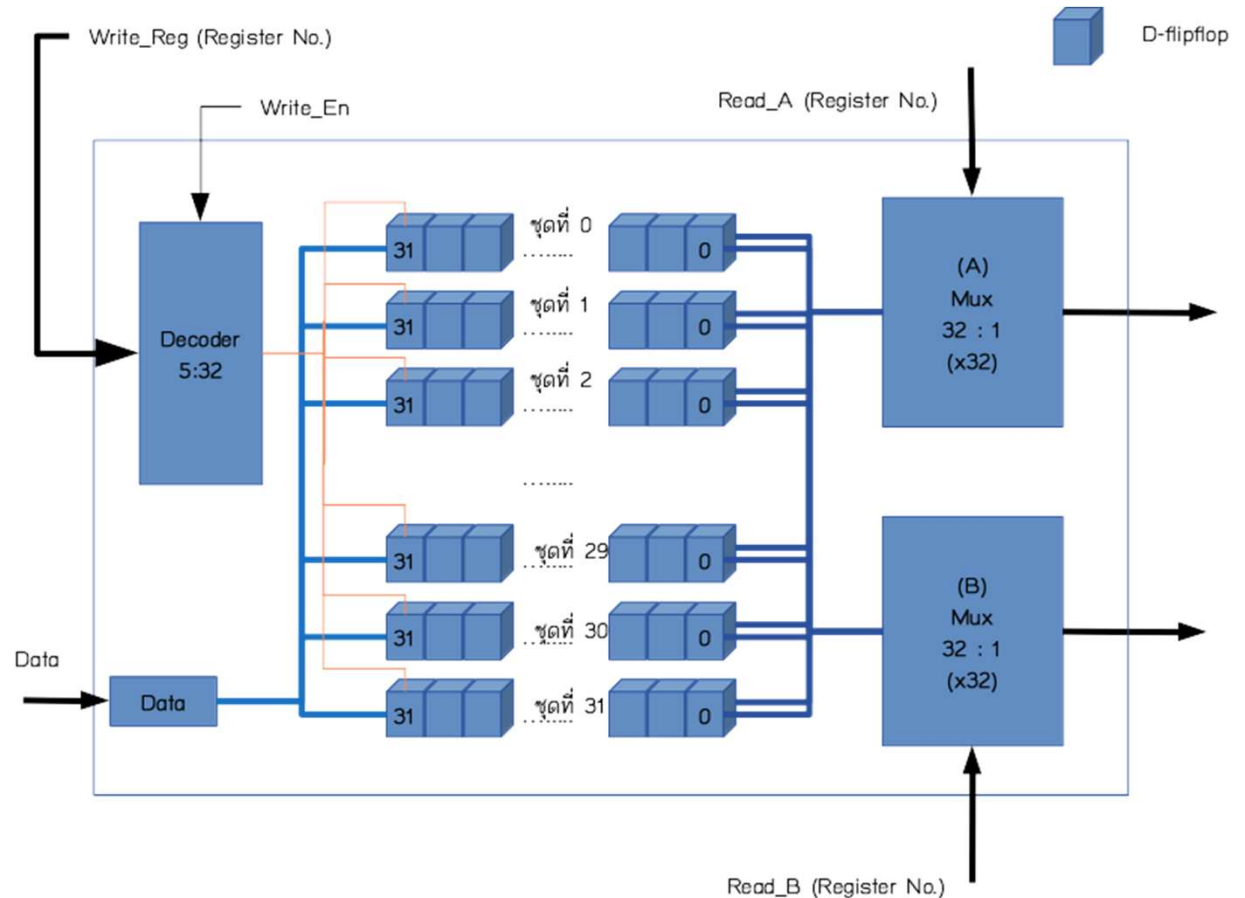 Write_Reg (Register No.)
D-flipflop
Write_En
Read_A (Register No.)
Decoder
5:32
31
ชุดที่ 0
........
0
31
ชุดที่ 1
........
0
31
ชุดที่ 2
........
0
........
31
ชุดที่ 29
........
0
31
ชุดที่ 30
........
0
31
ชุดที่ 31
........
0
(A)
Mux
32 : 1
(x32)
(B)
Mux
32 : 1
(x32)
Data
Data
Read_B (Register No.)